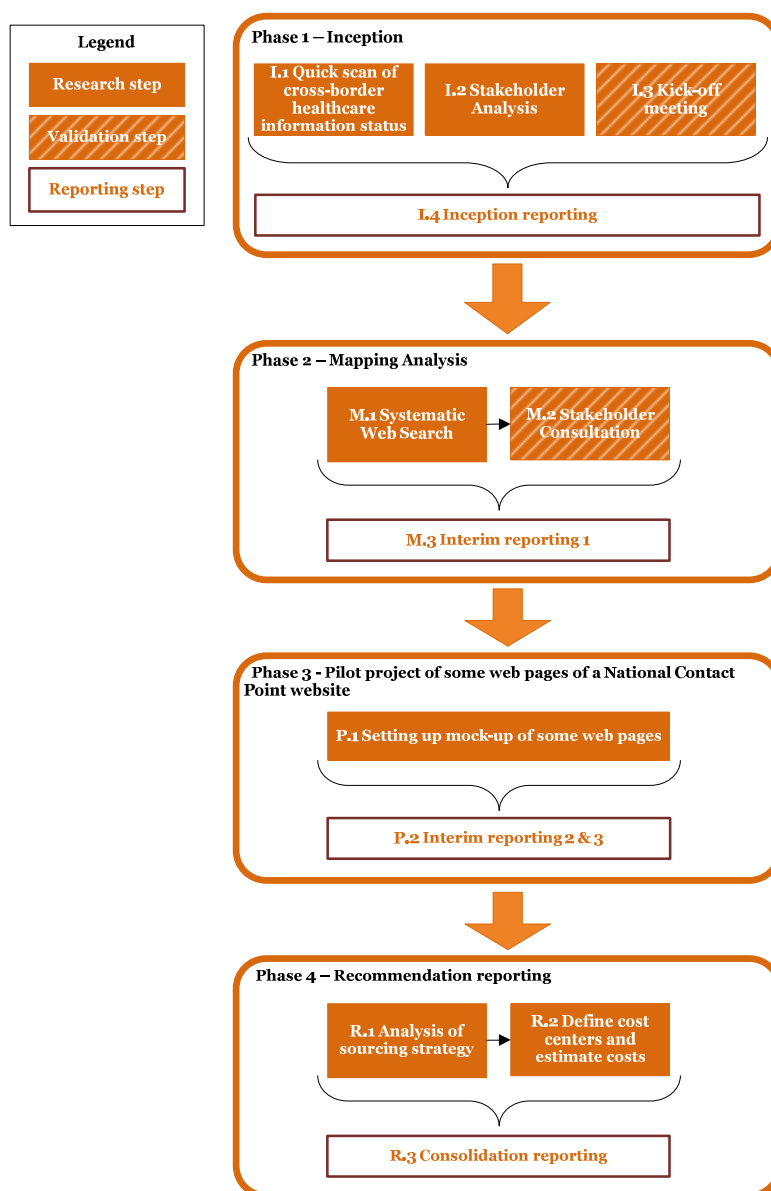 Legend
Research step
Validation step
Reporting step
Phase 1 – Inception
I.1 Quick scan of
cross-border
healthcare
information status
I.2 Stakeholder
Analysis
I.3 Kick-off
meeting
I.4 Inception reporting
Phase 2 – Mapping Analysis
M.1 Systematic
Web Search
M.2 Stakeholder
Consultation
M.3 Interim reporting 1
Phase 3 - Pilot project of some web pages of a National Contact
Point website
P.1 Setting up mock-up of some web pages
P.2 Interim reporting 2 & 3
Phase 4 – Recommendation reporting
R.1 Analysis of
sourcing strategy
R.2 Define cost
centers and
estimate costs
R.3 Consolidation reporting